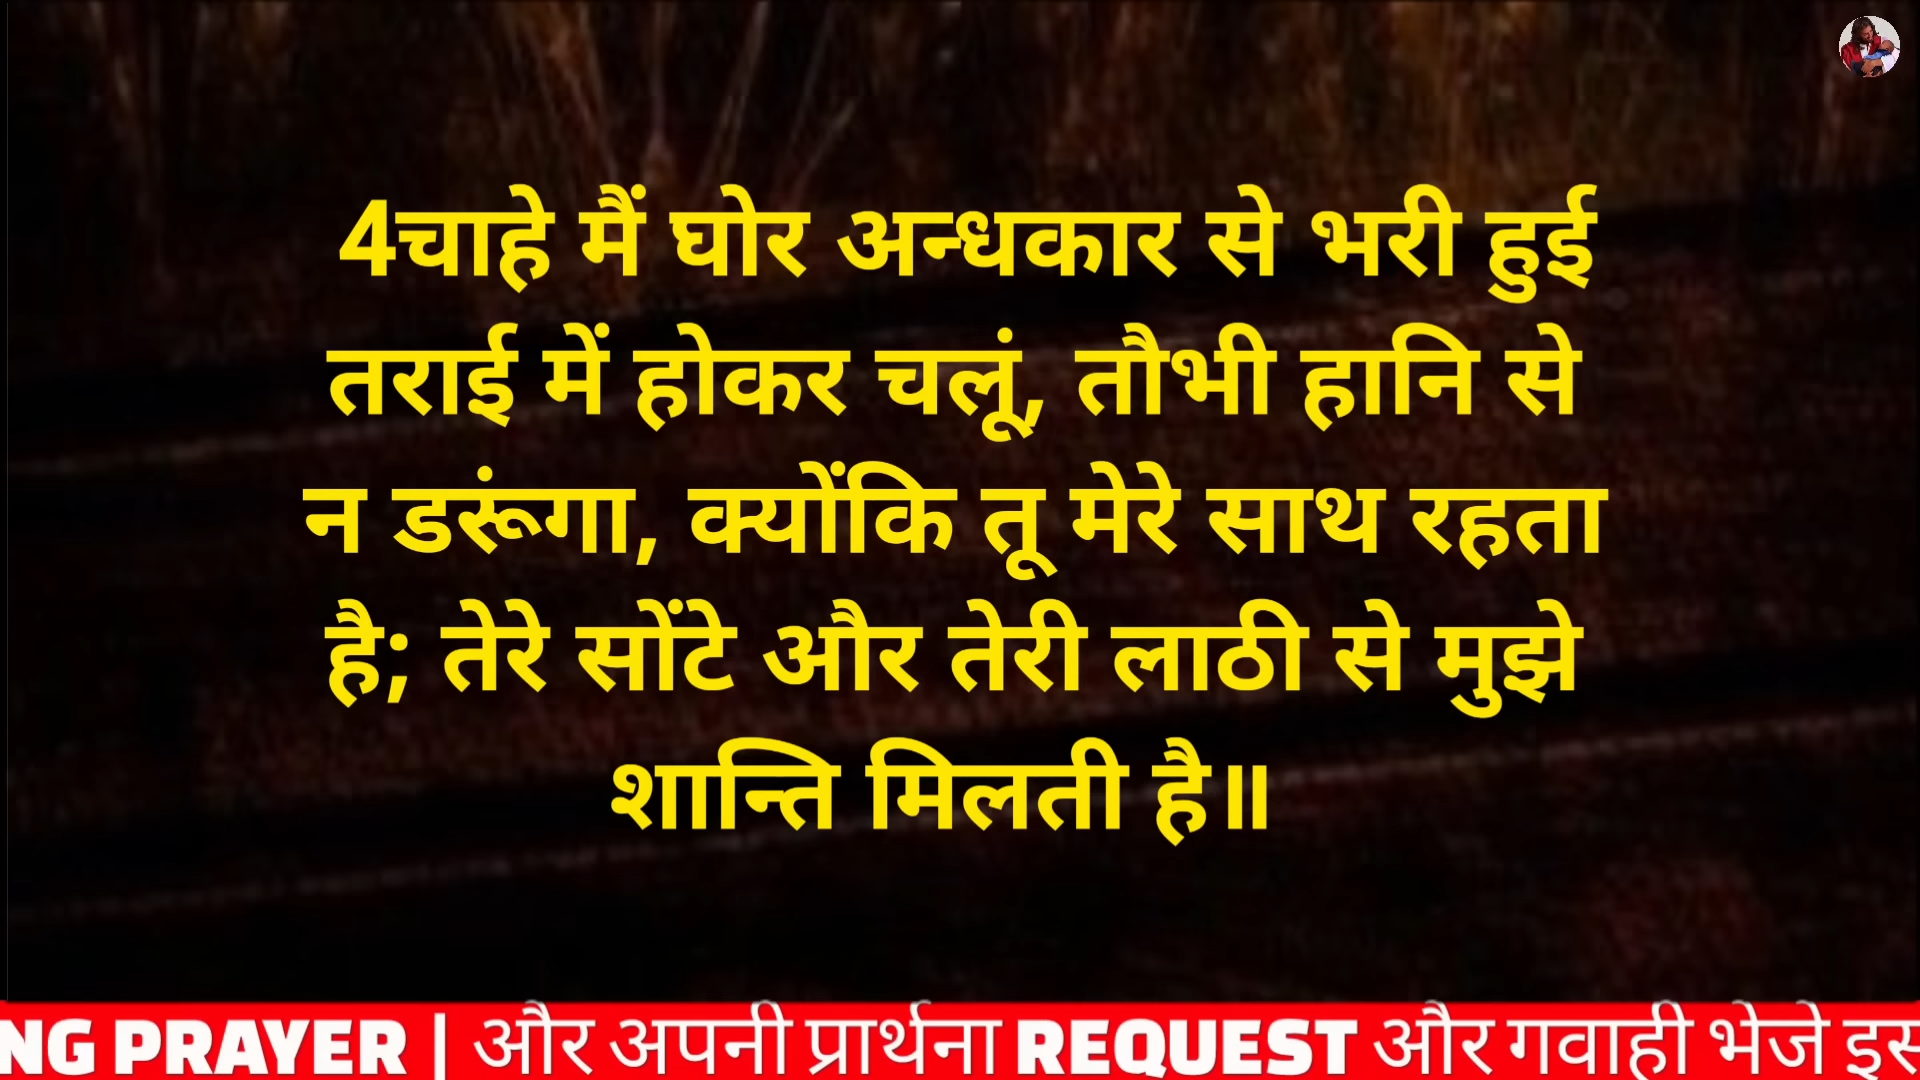 4चाहे मैं घोर अन्धकार से भरी हुई
तराई में होकर चलूं, तौभी हानि से
न डरूंगा, क्योंकि तू मेरे साथ रहता
है; तेरे सोंटे और तेरी लाठी से मुझे
शान्ति मिलती है॥
NG PRAYER | और अपनी प्रार्थना REQUEST और गवाही भेजे इस